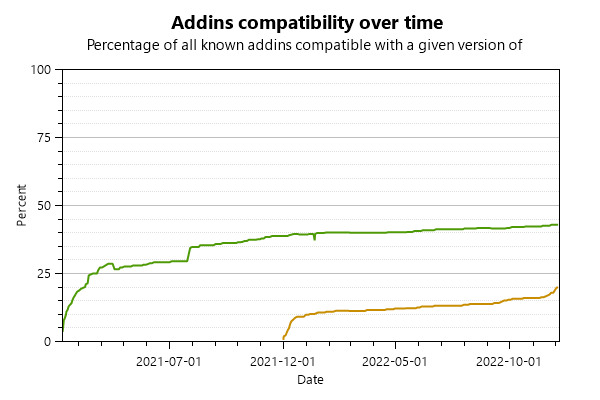 Addins compatibility over time
Percentage of all known addins compatible with a given version of
100
75
50
25
0
Percent
2021-07-01 2021-12-01 2022-05-01 2022-10-01
Date